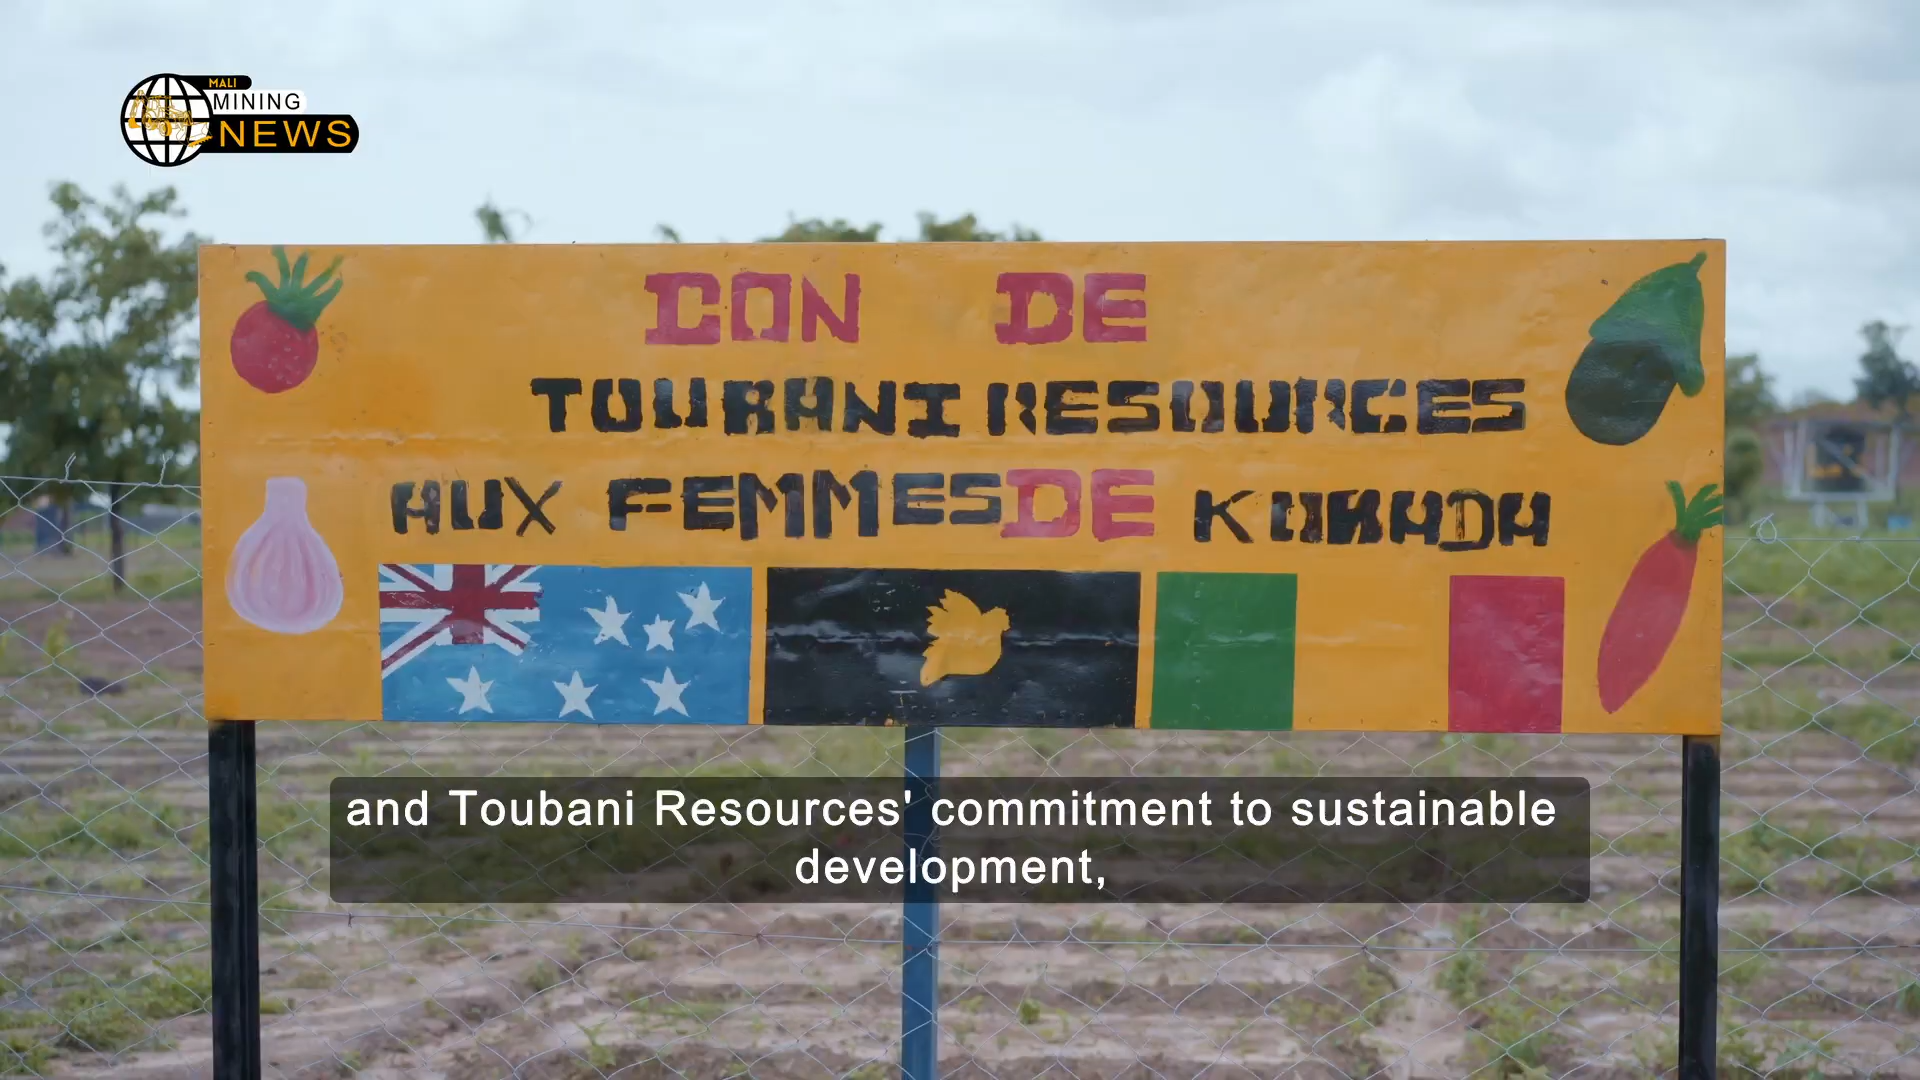 MALI
MINING
NEWS
DON DE
TOUBANI RESOURCES
AUX FEMMES DE KOBADA
and Toubani Resources' commitment to sustainable
development,